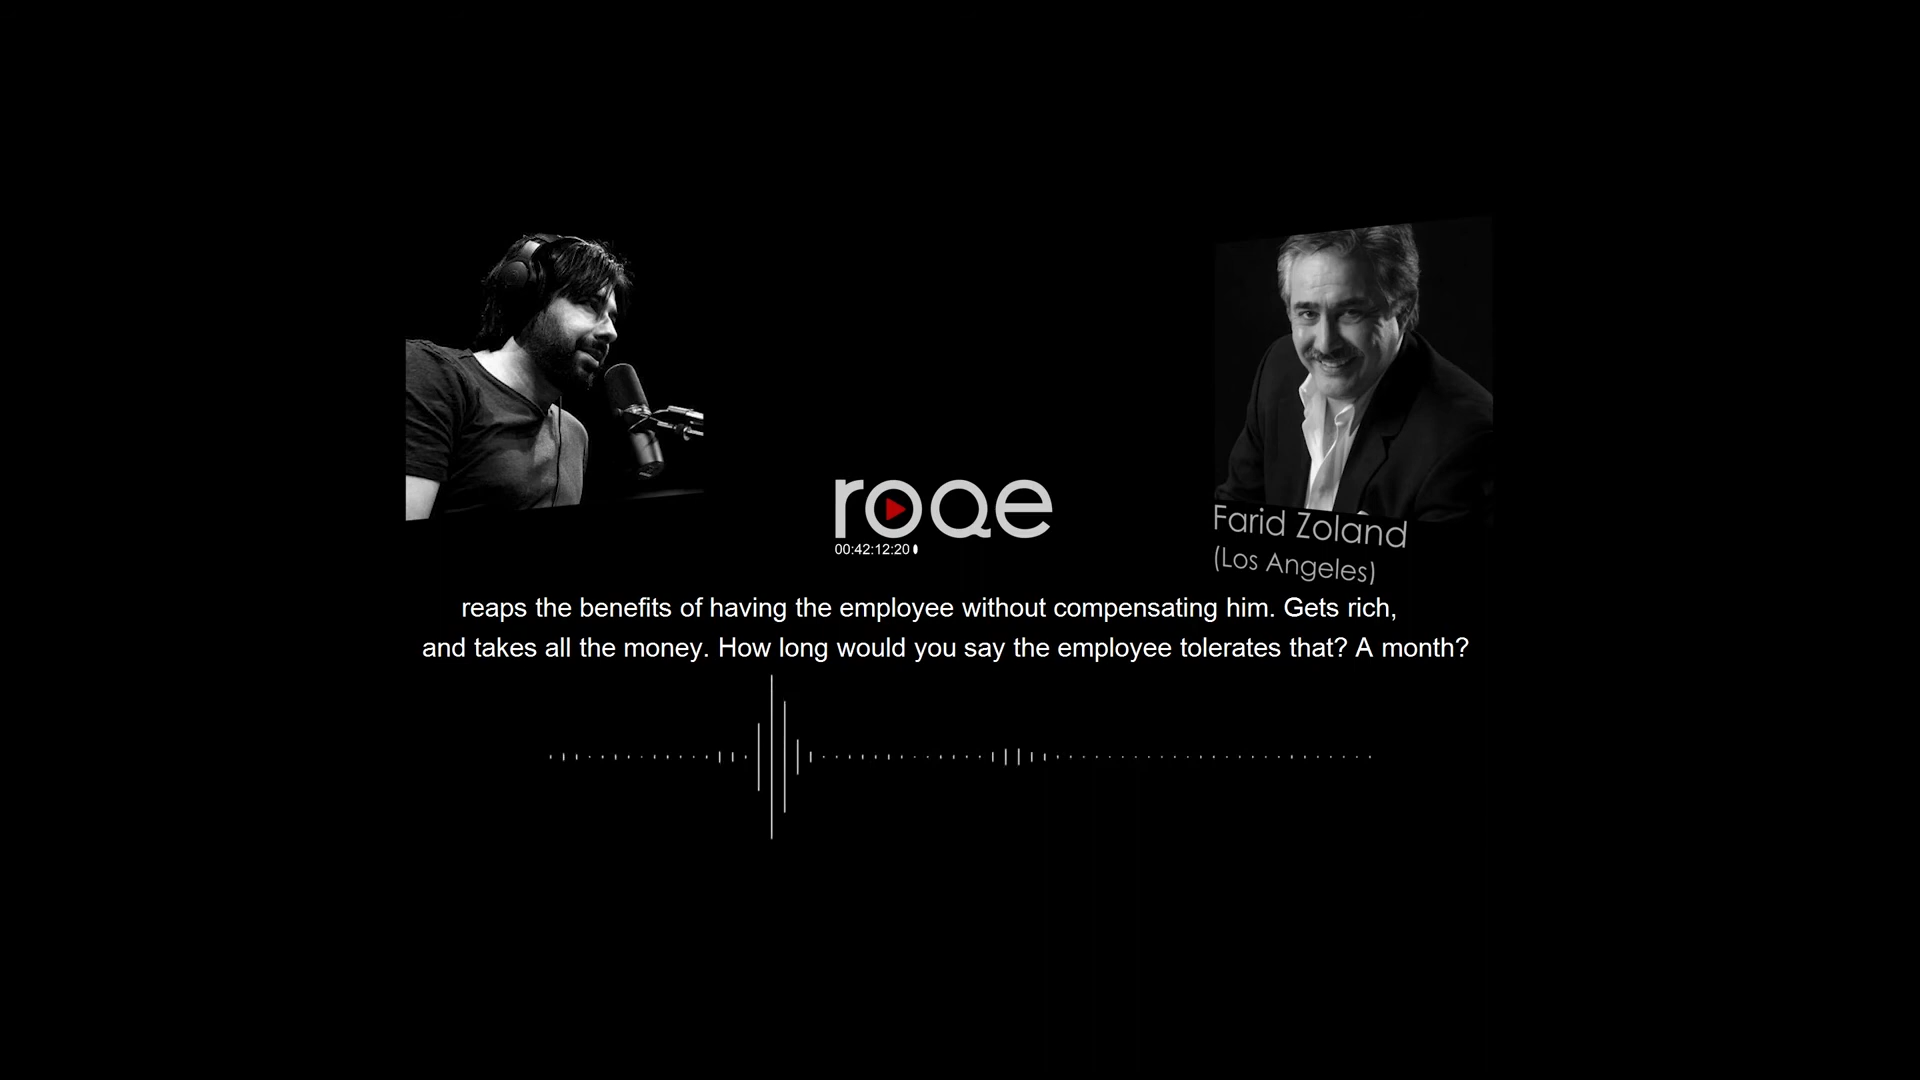 roqe
00:42:12:20
Farid Zoland
(Los Angeles)
reaps the benefits of having the employee without compensating him. Gets rich,
and takes all the money. How long would you say the employee tolerates that? A month?